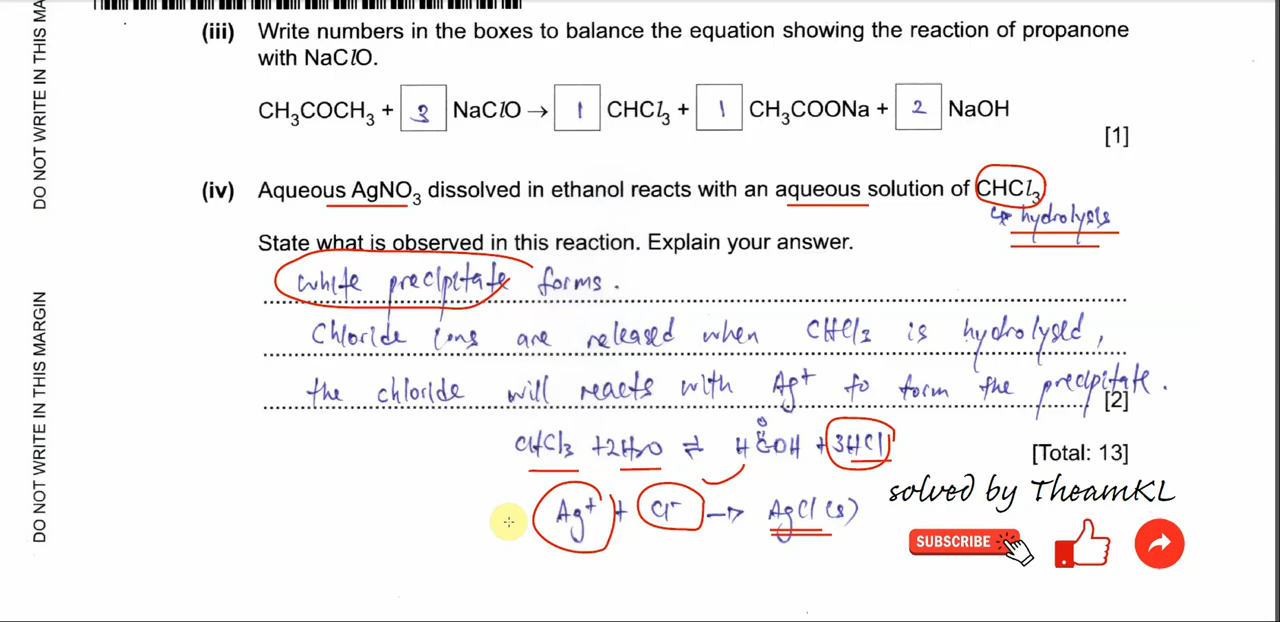 DO NOT WRITE IN THIS MA
DO NOT WRITE IN THIS MARGIN
(iii) Write numbers in the boxes to balance the equation showing the reaction of propanone
with NaClO.
CH₃COCH₃ + 3 NaClO → 1 CHCl₃ + 1 CH₃COONa + 2 NaOH
[1]
(iv) Aqueous AgNO₃ dissolved in ethanol reacts with an aqueous solution of CHCl₃
↳ hydrolysis
State what is observed in this reaction. Explain your answer.
white precipitate forms.
Chloride ions are released when CHCl₃ is hydrolysed,
the chloride will reacts with Ag⁺ to form the precipitate.
[2]
CHCl₃ + 2H₂O ⇌ HCOOH + 3HCl
[Total: 13]
Ag⁺ + Cl⁻ → AgCl (s)
solved by TheamKL
SUBSCRIBE